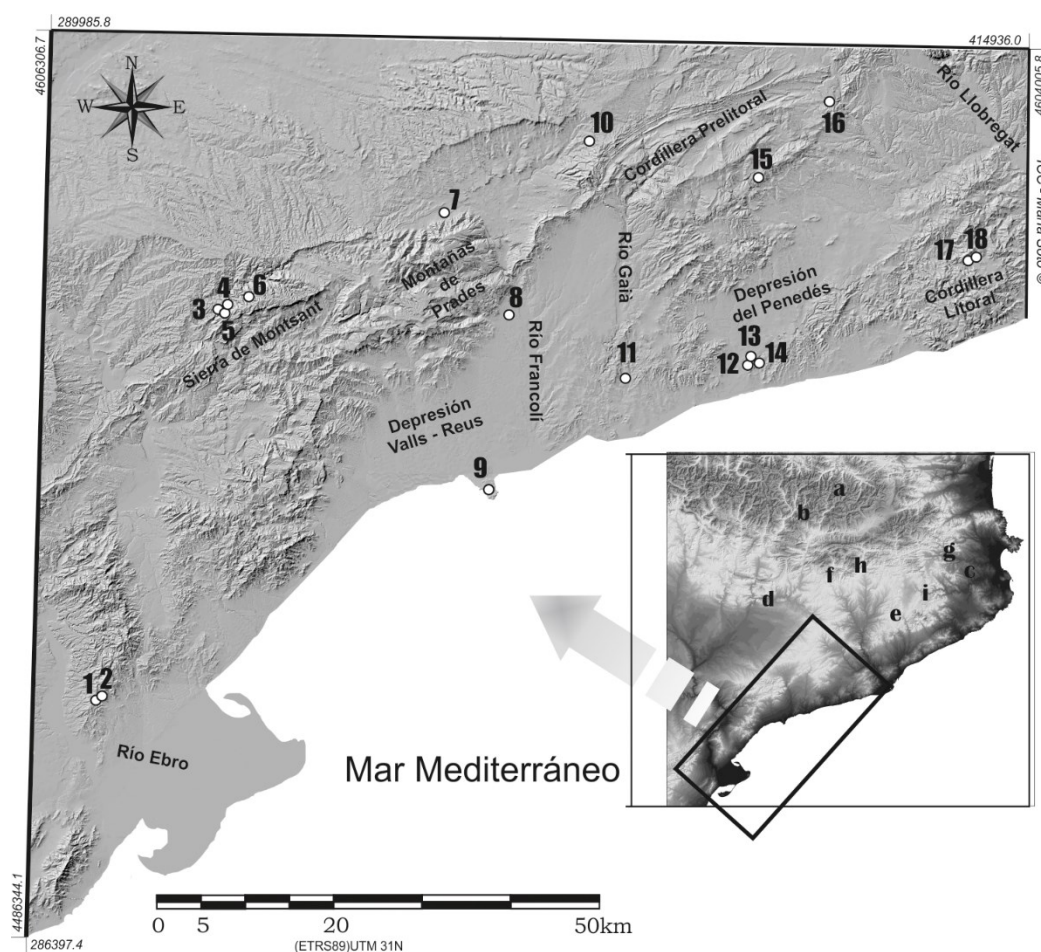 289985.8
414936.0
4606306.7
4604005.8
N
W E
S
Río Llobregat
16
10
Cordillera Prelitoral
15
7
Montañas
de
Prades
Río Gaià
18
17
Cordillera
Litoral
4 6
3
5
Sierra de Montsant
8
Río Francolí
Depresión
del Penedés
13
11
12 14
Depresión
Valls - Reus
9
a
b
g
f h c
d i
e
1 2
Río Ebro
Mar Mediterráneo
4486344.1
286397.4
0 5 20 50km
(ETRS89)UTM 31N